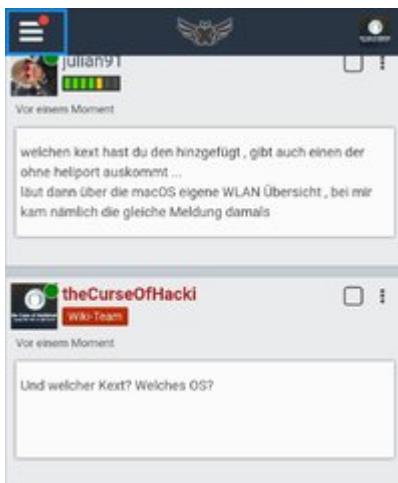 julian91
Vor einem Moment
welchen kext hast du den hinzgefügt , gibt auch einen der
ohne heliport auskommt ...
läut dann über die macOS eigene WLAN Übersicht , bei mir
kam nämlich die gleiche Meldung damals
theCurseOfHacki
Wiki-Team
Vor einem Moment
Und welcher Kext? Welches OS?